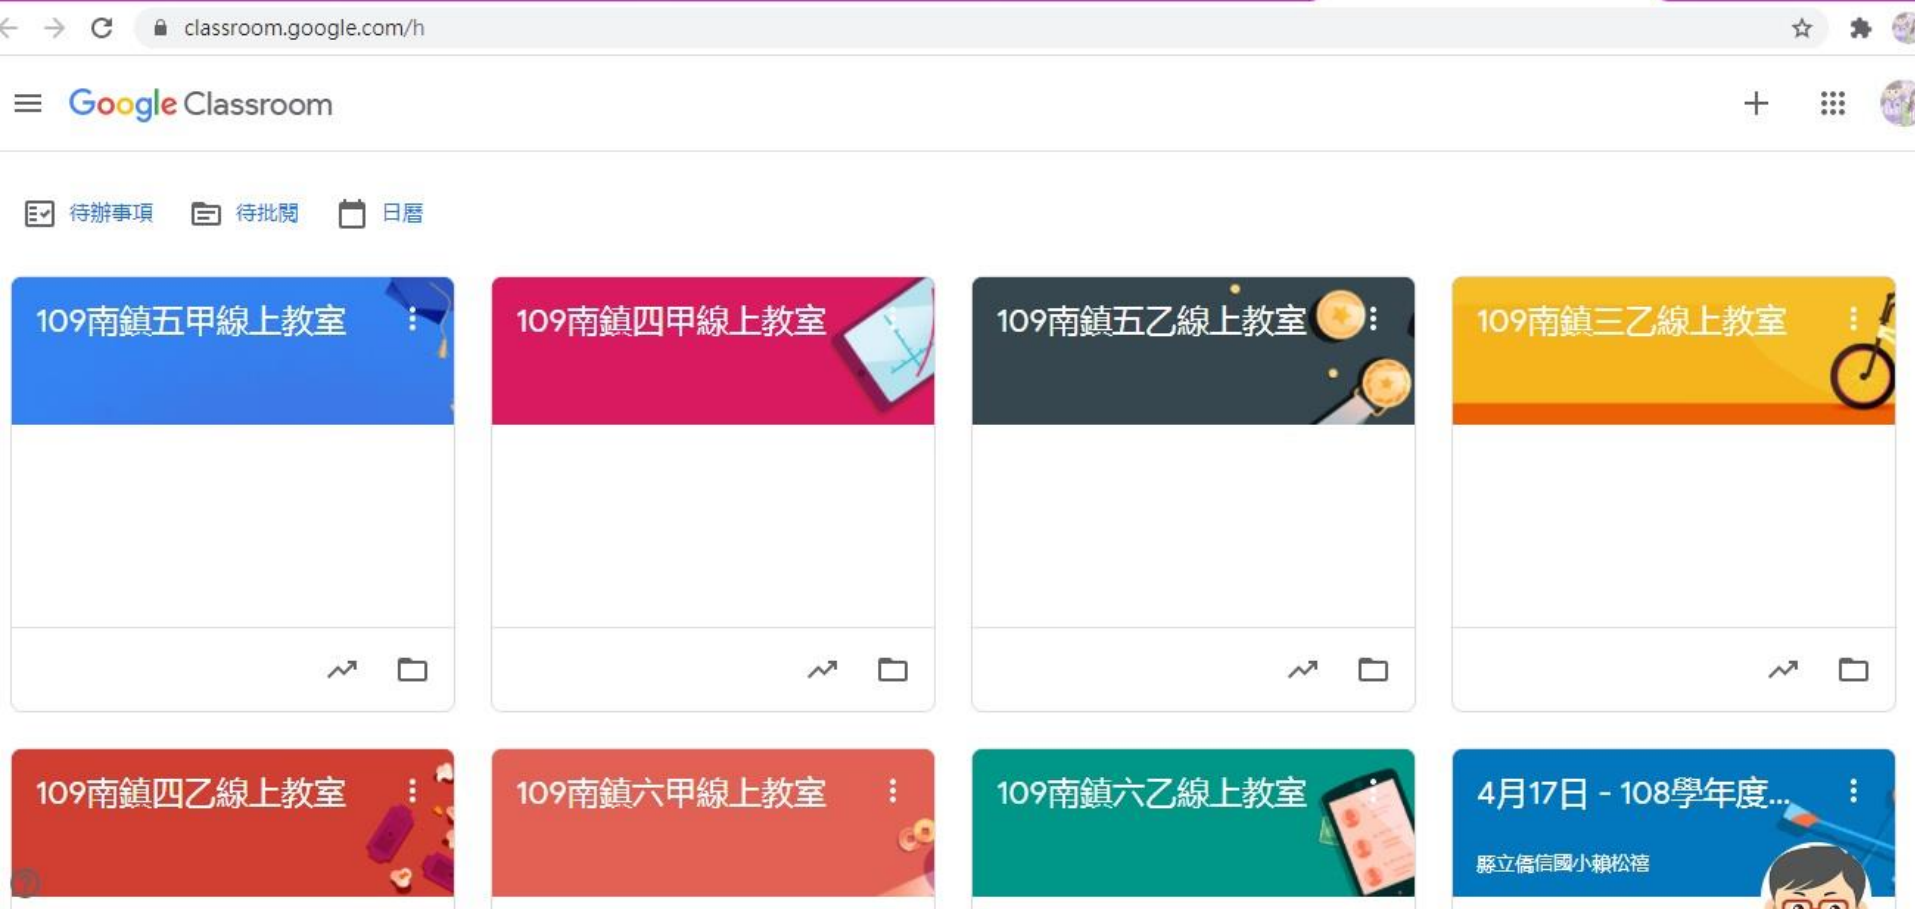 classroom.google.com/h
Google Classroom
待辦事項 待批閱 日曆
109南鎮五甲線上教室
109南鎮四甲線上教室
109南鎮五乙線上教室
109南鎮三乙線上教室
109南鎮四乙線上教室
109南鎮六甲線上教室
109南鎮六乙線上教室
4月17日 - 108學年度...
縣立僑信國小賴松禧